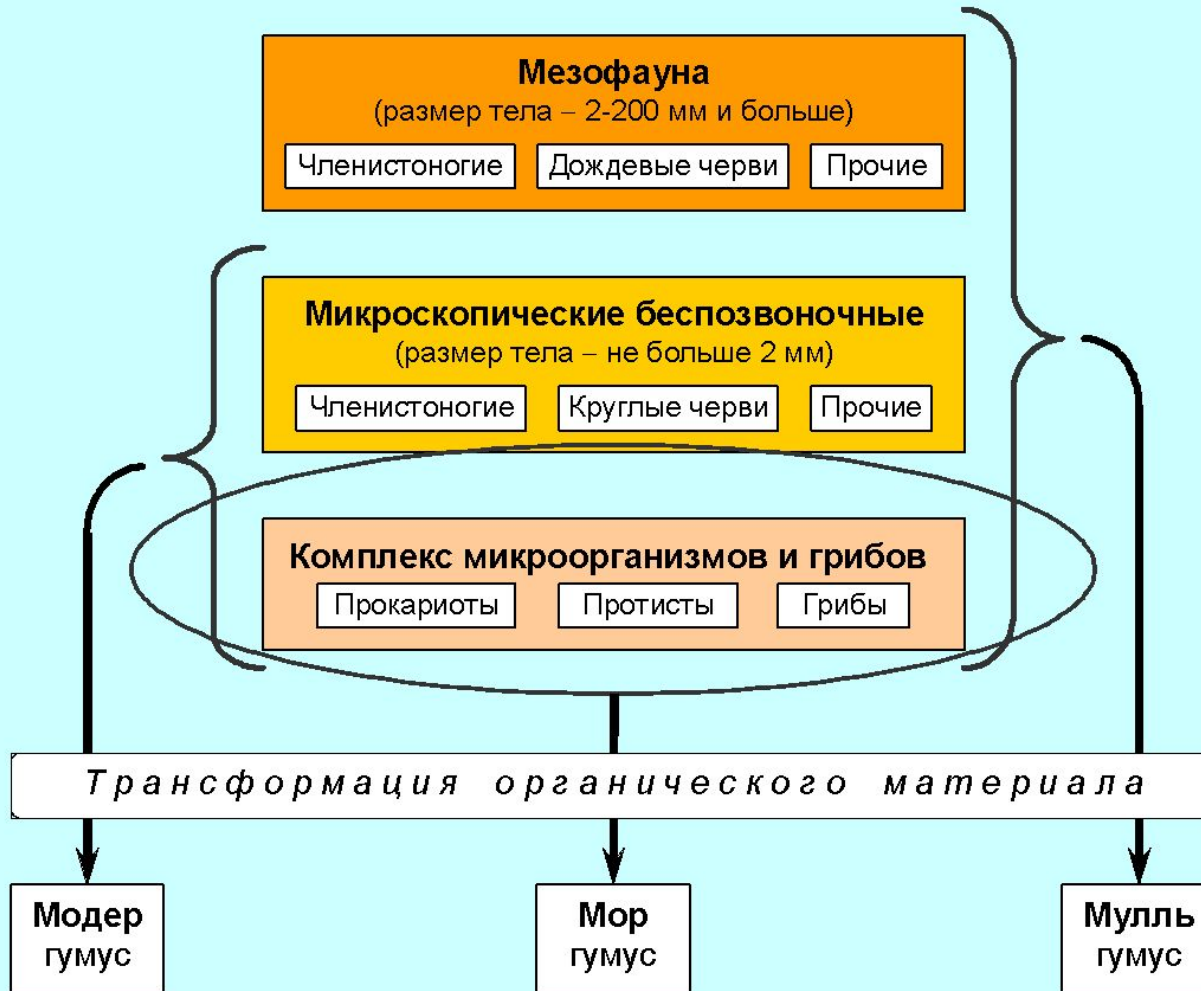 Мезофауна
(размер тела – 2-200 мм и больше)
Членистоногие Дождевые черви Прочие
Микроскопические беспозвоночные
(размер тела – не больше 2 мм)
Членистоногие Круглые черви Прочие
Комплекс микроорганизмов и грибов
Прокариоты Протисты Грибы
Трансформация органического материала
Модер Мор Мулль
гумус гумус гумус